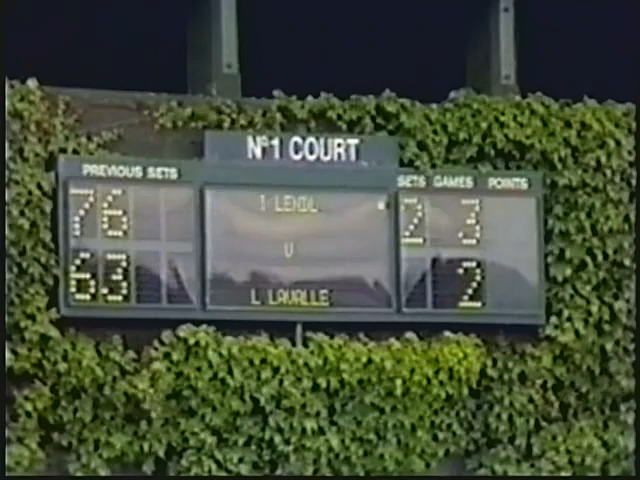 Nº1 COURT
PREVIOUS SETS SETS GAMES POINTS
76 I LENDL 2 3
V
63 L LAVALLE 2